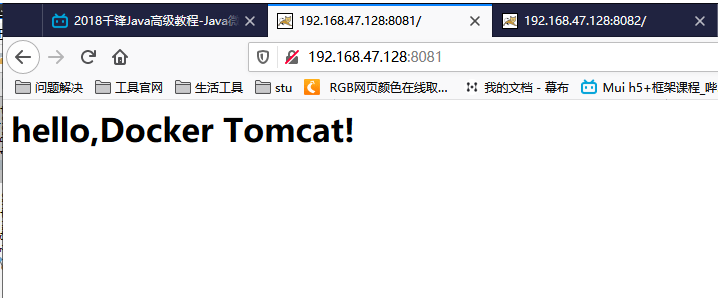 2018千锋Java高级教程-Java微
192.168.47.128:8081/
192.168.47.128:8082/
192.168.47.128:8081
问题解决 工具官网 生活工具 stu RGB网页颜色在线取... 我的文档 - 幕布 Mui h5+框架课程_哔
hello,Docker Tomcat!